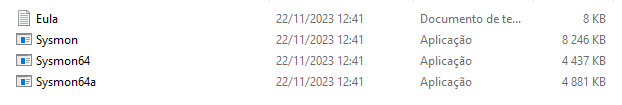 Eula 22/11/2023 12:41 Documento de te... 8 KB
Sysmon 22/11/2023 12:41 Aplicação 8 246 KB
Sysmon64 22/11/2023 12:41 Aplicação 4 437 KB
Sysmon64a 22/11/2023 12:41 Aplicação 4 881 KB